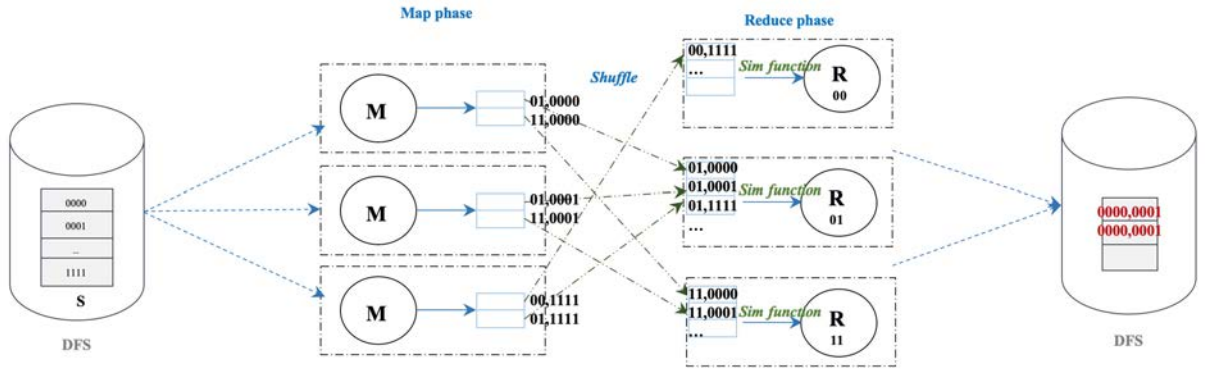 Map phase
Reduce phase
Shuffle
0000
0001
...
1111
S
DFS
M
01,0000
11,0000
M
01,0001
11,0001
M
00,1111
01,1111
00,1111
...
Sim function
R
00
01,0000
01,0001
01,1111
...
Sim function
R
01
11,0000
11,0001
...
Sim function
R
11
0000,0001
0000,0001
DFS